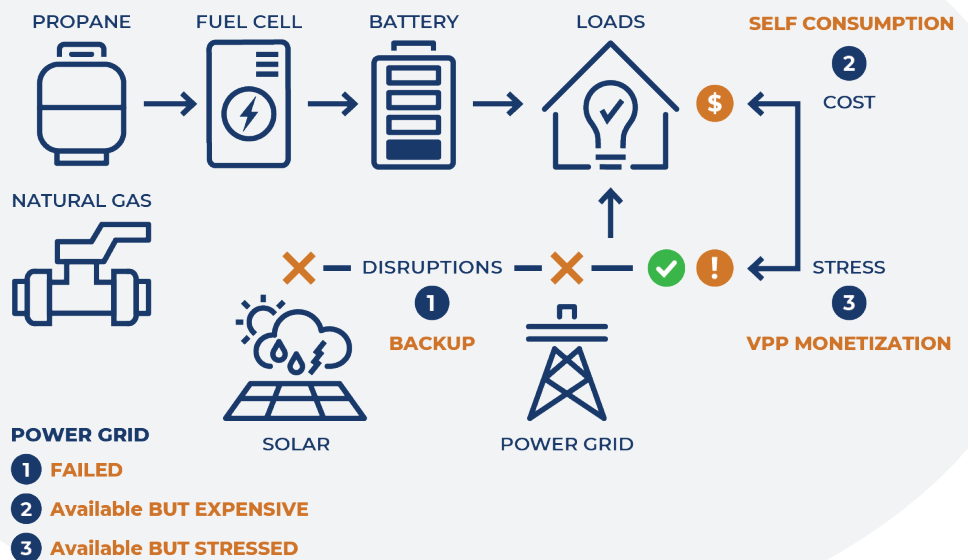 PROPANE
FUEL CELL
BATTERY
LOADS
SELF CONSUMPTION
2
COST
$
NATURAL GAS
DISRUPTIONS
!
STRESS
1
3
BACKUP
VPP MONETIZATION
SOLAR
POWER GRID
POWER GRID
1 FAILED
2 Available BUT EXPENSIVE
3 Available BUT STRESSED